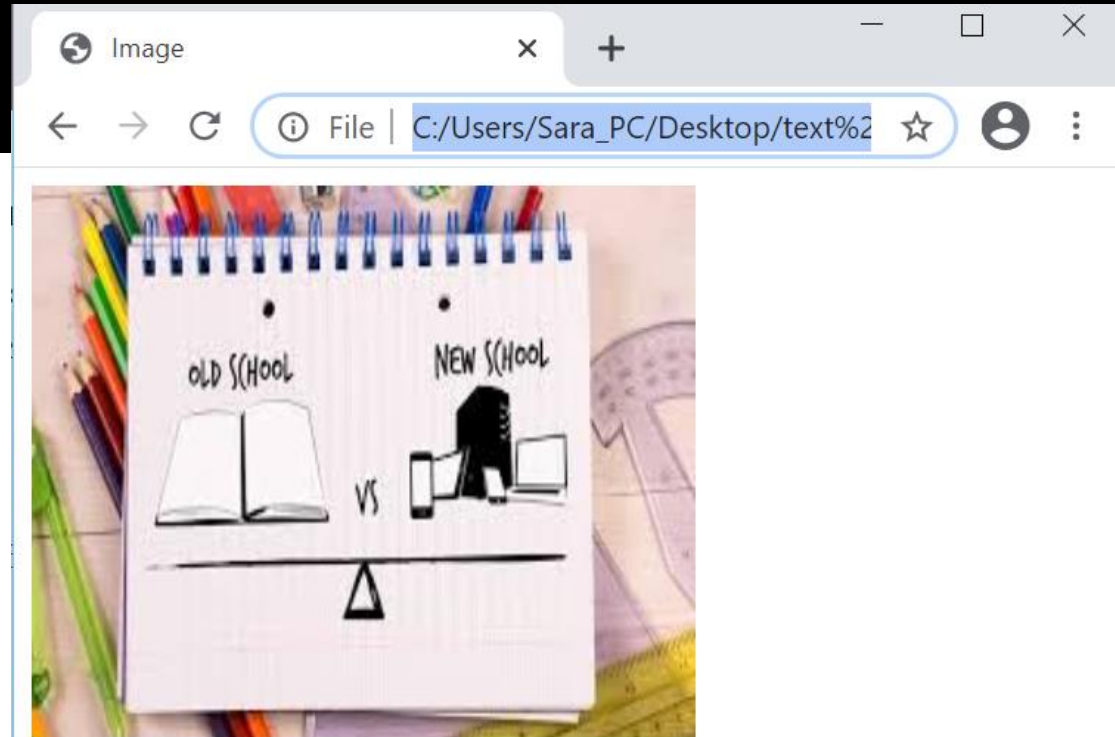 Image
File C:/Users/Sara_PC/Desktop/text%2
OLD SCHOOL
NEW SCHOOL
VS